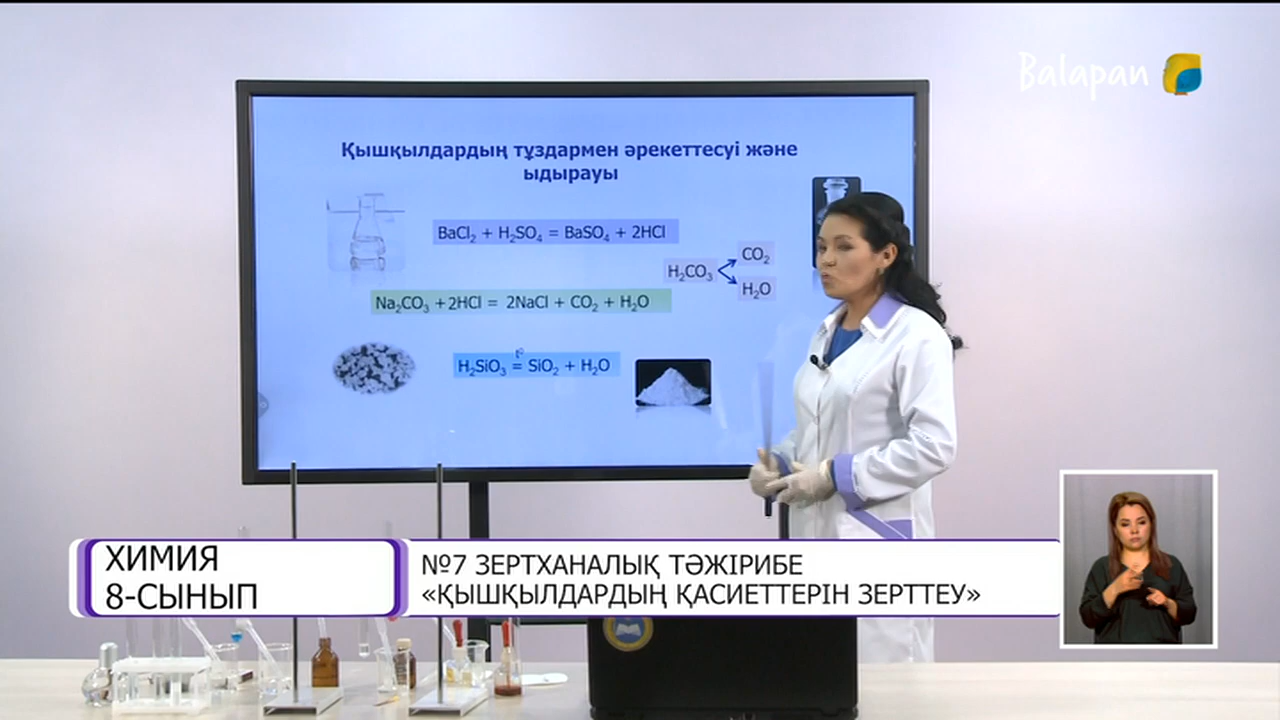 Balapan
Қышқылдардың тұздармен әрекеттесуі және
ыдырауы
BaCl₂ + H₂SO₄ = BaSO₄ + 2HCl
CO₂
H₂CO₃
H₂O
Na₂CO₃ +2HCl = 2NaCl + CO₂ + H₂O
t⁰
H₂SiO₃ = SiO₂ + H₂O
ХИМИЯ
8-СЫНЫП
№7 ЗЕРТХАНАЛЫҚ ТӘЖІРИБЕ
«ҚЫШҚЫЛДАРДЫҢ ҚАСИЕТТЕРІН ЗЕРТТЕУ»